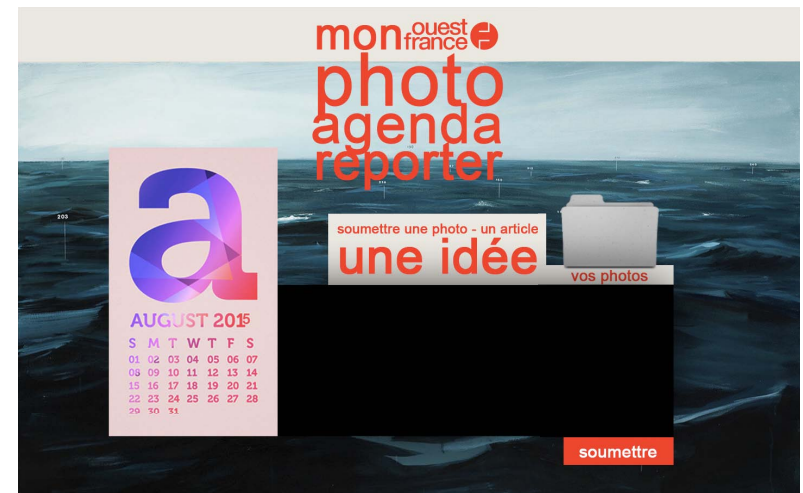 mon ouest france
photo
agenda
reporter
203
soumettre une photo - un article
une idée
vos photos
a
AUGUST 2015
S M T W T F S
01 02 03 04 05 06 07
08 09 10 11 12 13 14
15 16 17 18 19 20 21
22 23 24 25 26 27 28
29 30 31
soumettre